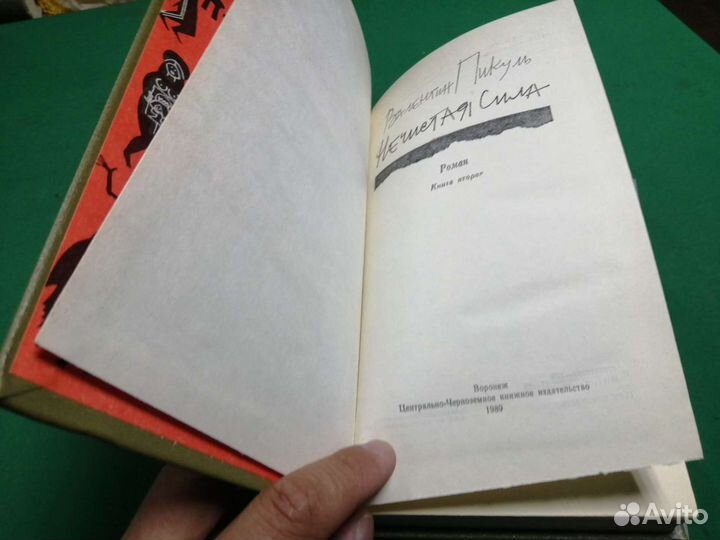 Валентин Пикуль
Нечистая Сила
Роман
Книга вторая
Воронеж
Центрально-Черноземное книжное издательство
1989
Avito